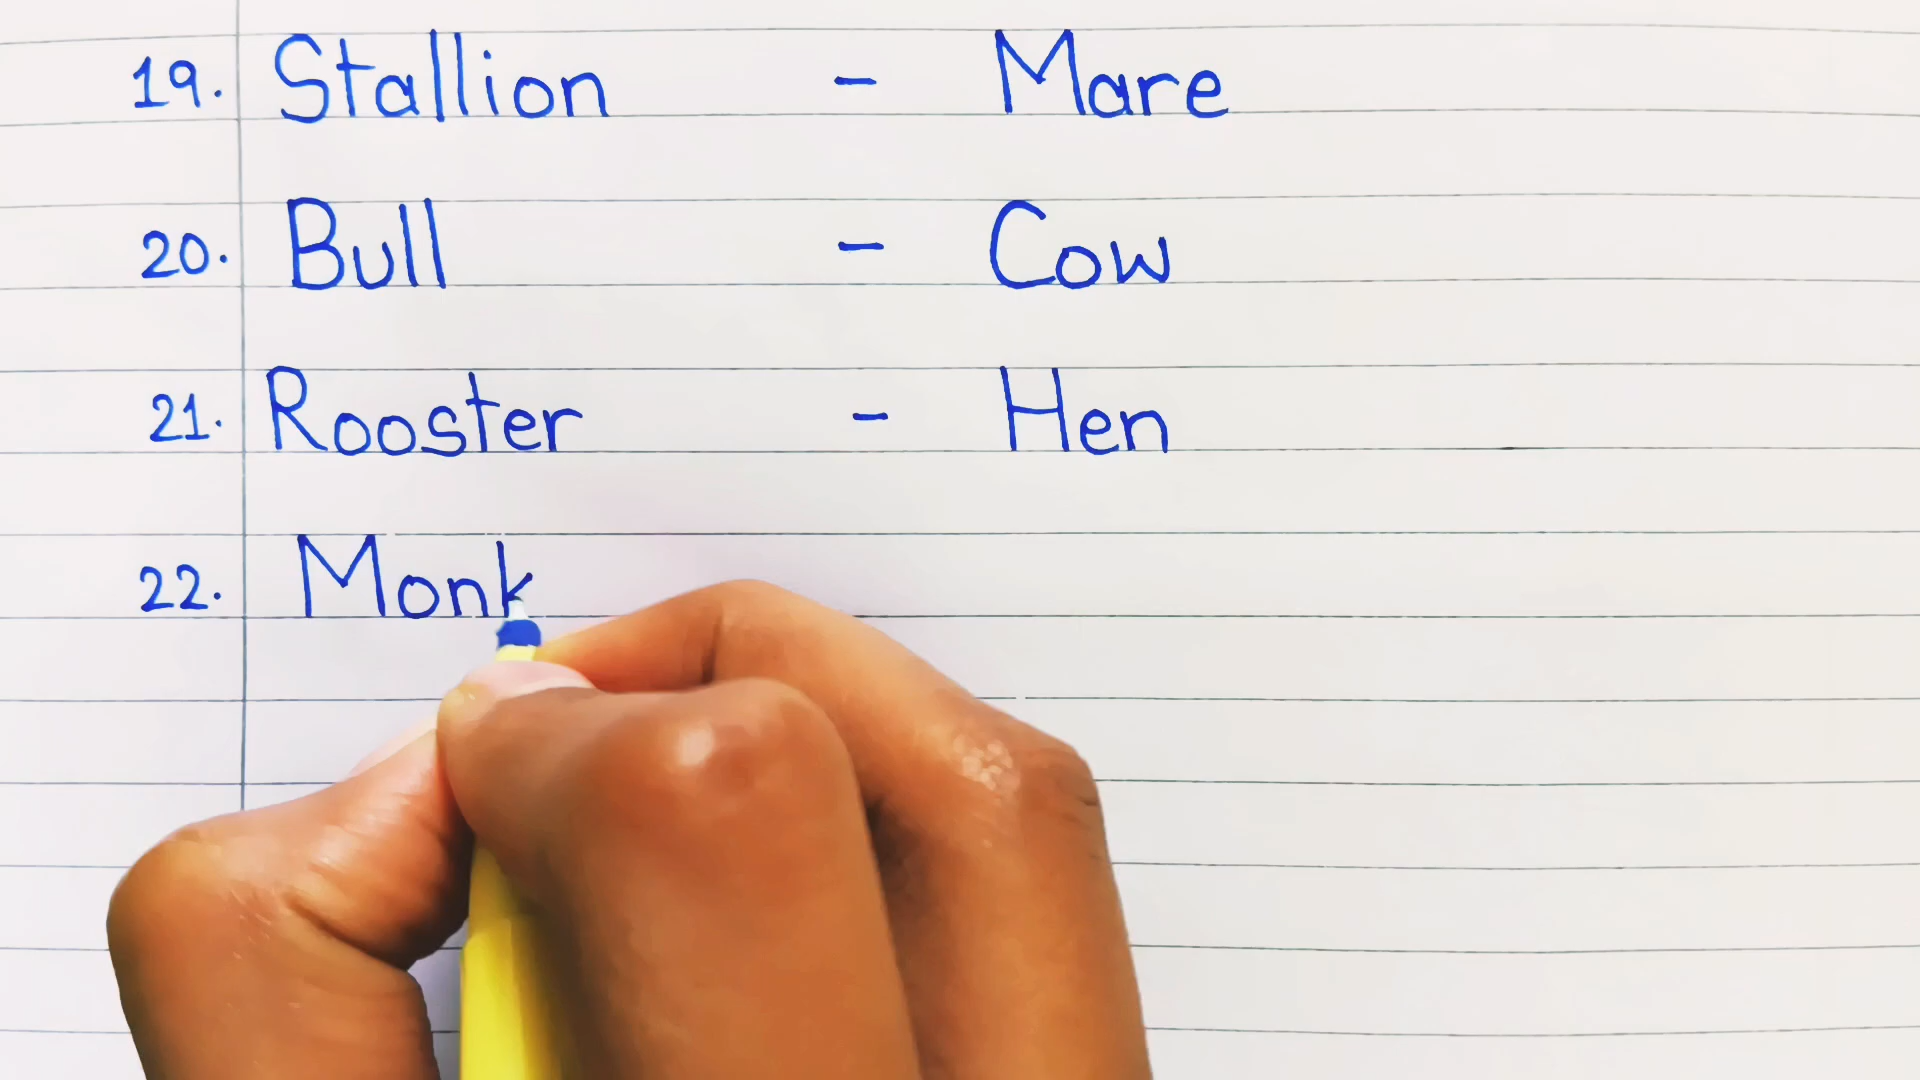 19. Stallion - Mare
20. Bull - Cow
21. Rooster - Hen
22. Monk